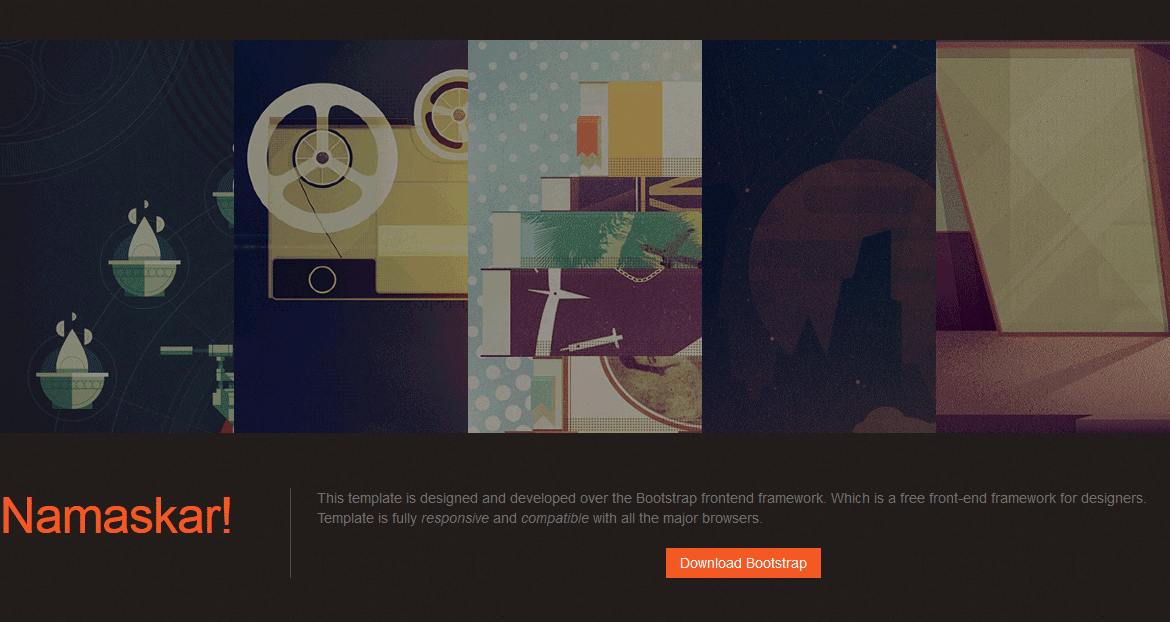 Namaskar!
This template is designed and developed over the Bootstrap frontend framework. Which is a free front-end framework for designers.
Template is fully responsive and compatible with all the major browsers.
Download Bootstrap